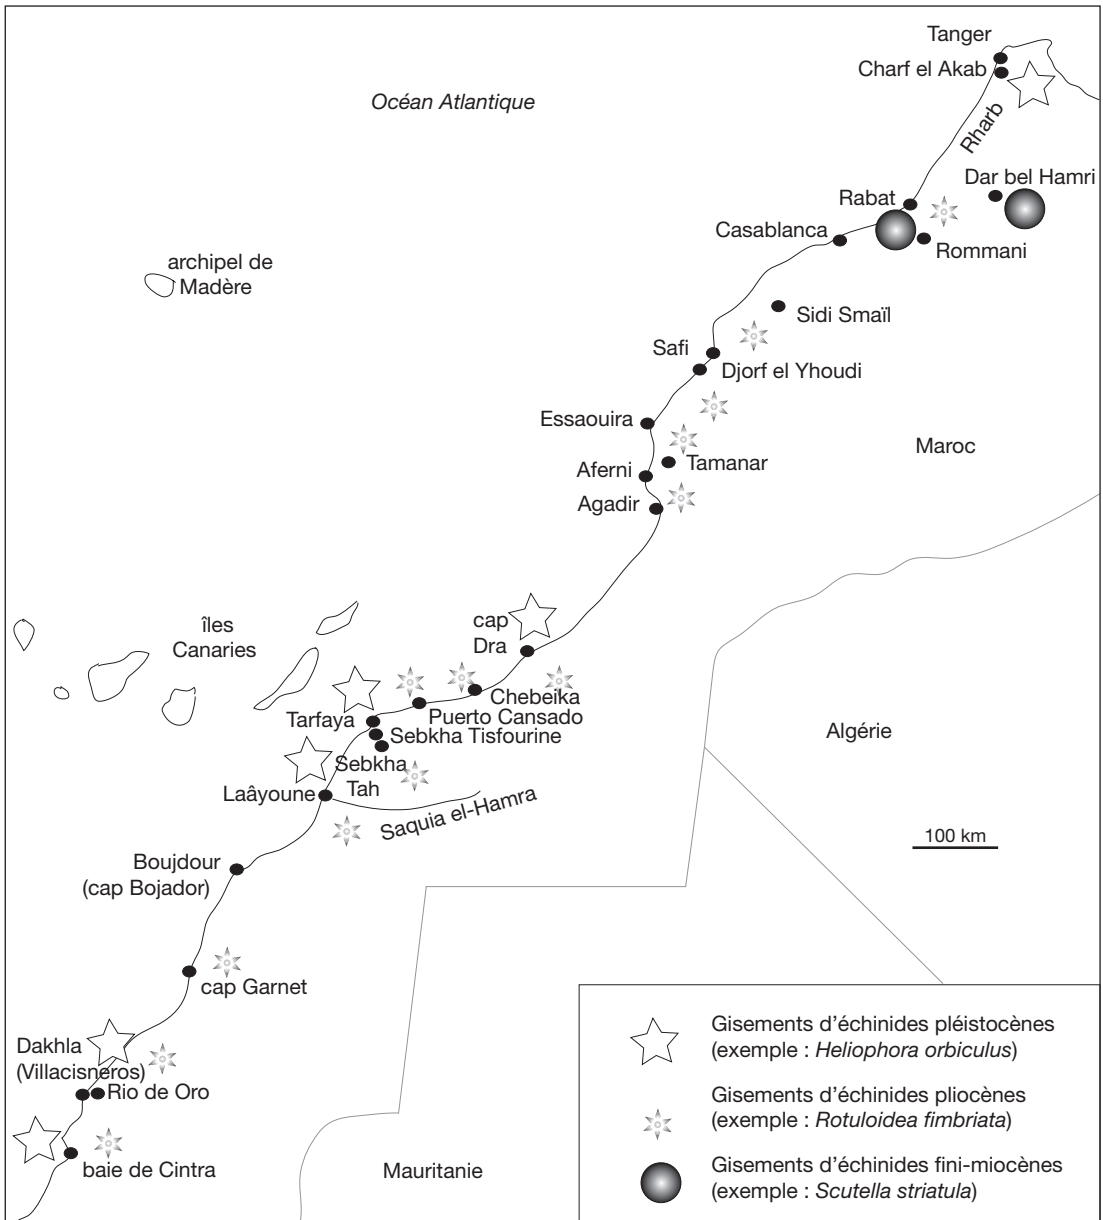 Tanger
Charf el Akab
Océan Atlantique
Rharb
Dar bel Hamri
Rabat
Casablanca
Rommani
archipel de
Madère
Sidi Smaïl
Safi
Djorf el Yhoudi
Essaouira
Maroc
Aferni
Tamanar
Agadir
îles
Canaries
cap
Dra
Chebeika
Puerto Cansado
Tarfaya
Sebkha Tisfourine
Sebkha
Tah
Algérie
Laâyoune
Saquia el-Hamra
100 km
Boujdour
(cap Bojador)
cap Garnet
Dakhla
(Villacisneros)
Rio de Oro
baie de Cintra
Mauritanie
Gisements d’échinides pléistocènes
(exemple : Heliophora orbiculus)
Gisements d’échinides pliocènes
(exemple : Rotuloidea fimbriata)
Gisements d’échinides fini-miocènes
(exemple : Scutella striatula)